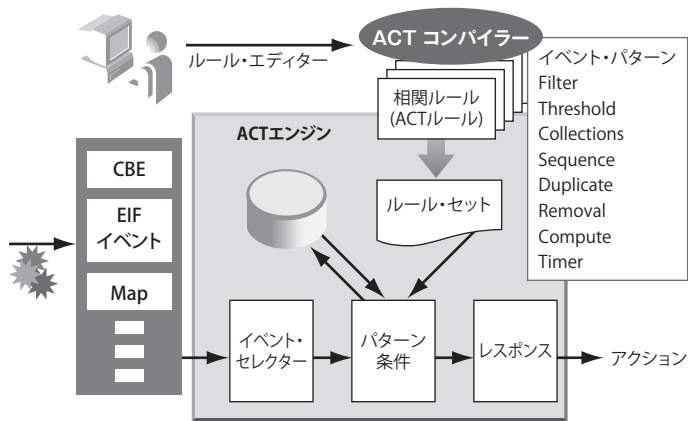 ACT コンパイラー
ルール・エディター
イベント・パターン
Filter
Threshold
Collections
Sequence
Duplicate
Removal
Compute
Timer
相関ルール
(ACTルール)
ACTエンジン
CBE
EIF
イベント
Map
ルール・セット
イベント・
セレクター
パターン
条件
レスポンス
アクション